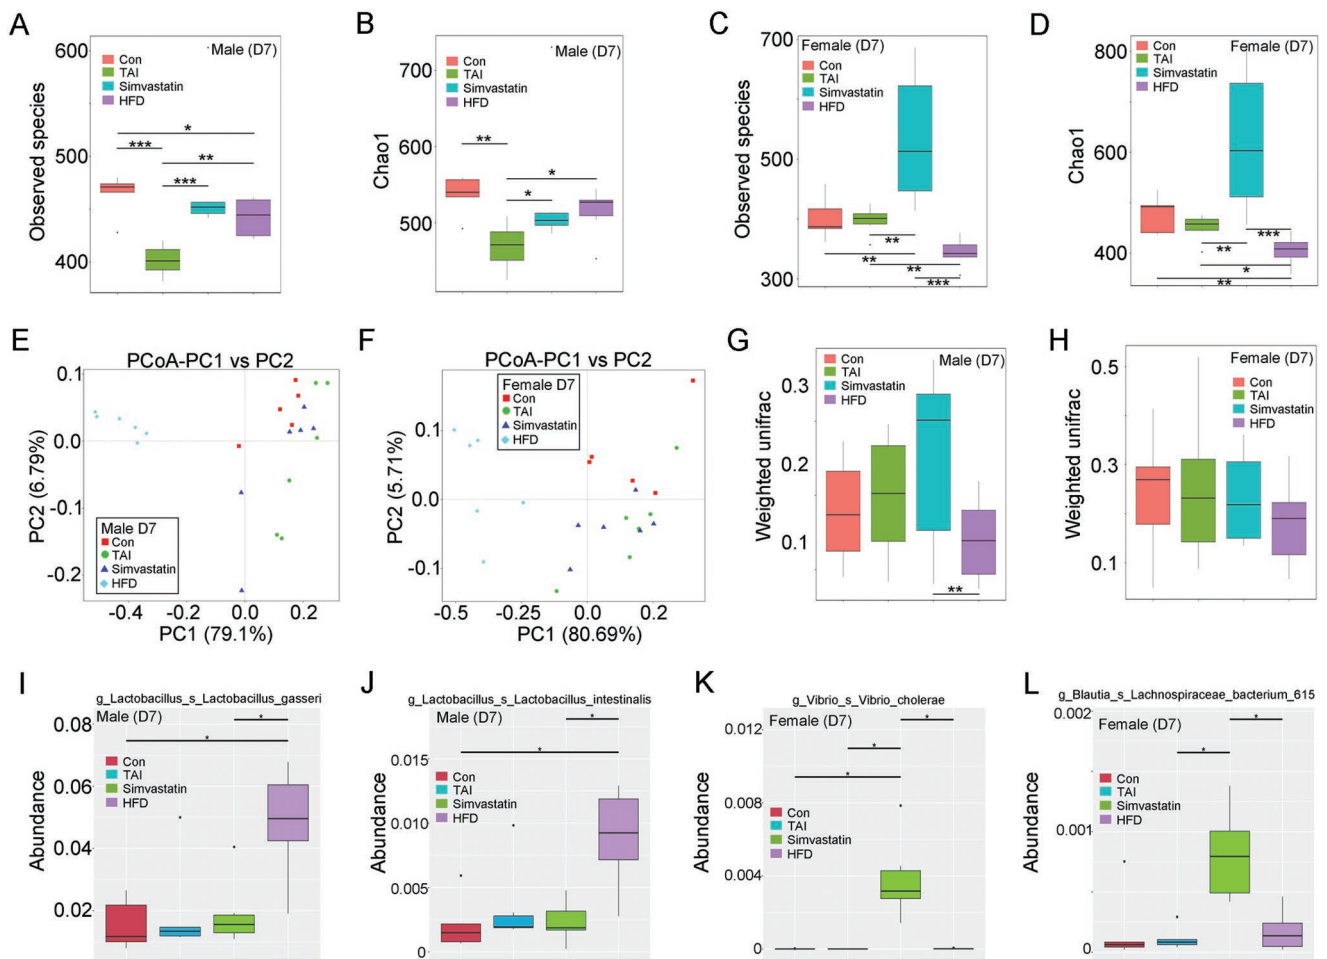 A
Male (D7)
Con
TAI
Simvastatin
HFD
600
500
400
Observed species
*
***
**
***
B
Male (D7)
Con
TAI
Simvastatin
HFD
700
600
500
Chao1
**
*
*
C
Female (D7)
Con
TAI
Simvastatin
HFD
700
500
300
Observed species
**
**
**
***
D
Female (D7)
Con
TAI
Simvastatin
HFD
800
600
400
Chao1
***
**
*
**
E
PCoA-PC1 vs PC2
0.1
0.0
-0.1
-0.2
PC2 (6.79%)
Male D7
Con
TAI
Simvastatin
HFD
-0.4
-0.2
0.0
0.2
PC1 (79.1%)
F
PCoA-PC1 vs PC2
Female D7
Con
TAI
Simvastatin
HFD
0.1
0.0
-0.1
PC2 (5.71%)
-0.5
-0.25
0.0
0.2
PC1 (80.69%)
G
Male (D7)
Con
TAI
Simvastatin
HFD
0.3
0.2
0.1
Weighted unifrac
**
H
Female (D7)
Con
TAI
Simvastatin
HFD
0.5
0.3
0.1
Weighted unifrac
I
g_Lactobacillus_s_Lactobacillus_gasseri
Male (D7)
Con
TAI
Simvastatin
HFD
0.08
0.06
0.04
0.02
Abundance
*
*
J
g_Lactobacillus_s_Lactobacillus_intestinalis
Male (D7)
Con
TAI
Simvastatin
HFD
0.015
0.010
0.005
0
Abundance
*
*
K
g_Vibrio_s_Vibrio_cholerae
Female (D7)
Con
TAI
Simvastatin
HFD
0.012
0.008
0.004
0
Abundance
*
*
*
L
g_Blautia_s_Lachnospiraceae_bacterium_615
Female (D7)
Con
TAI
Simvastatin
HFD
0.002
0.001
0
Abundance
*
*